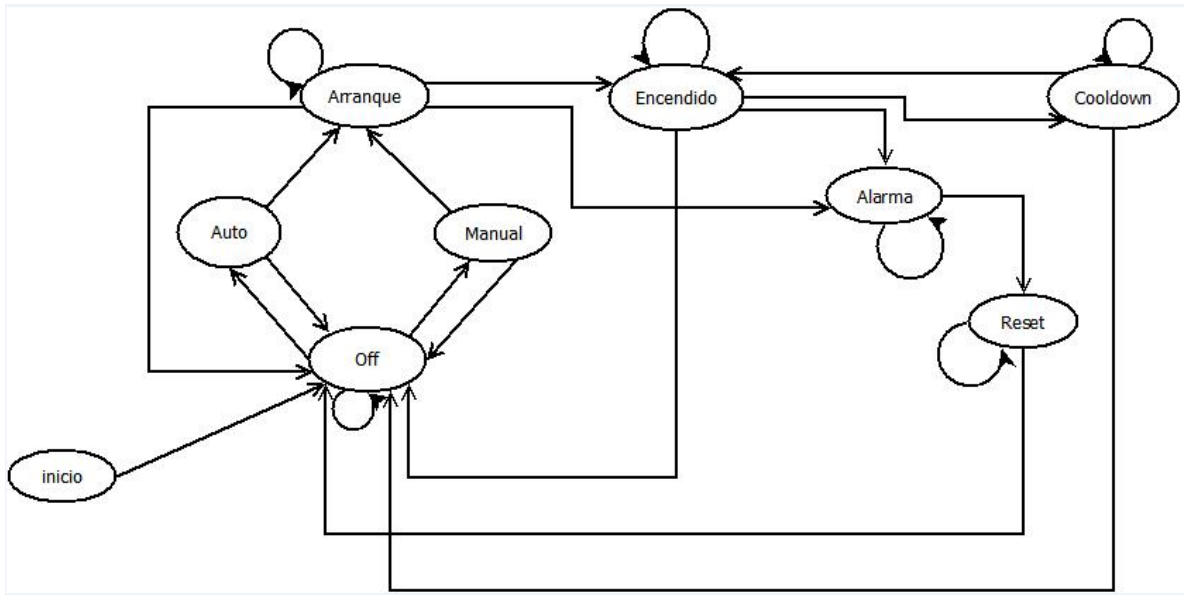 Arranque
Encendido
Cooldown
Alarma
Auto
Manual
Reset
Off
inicio